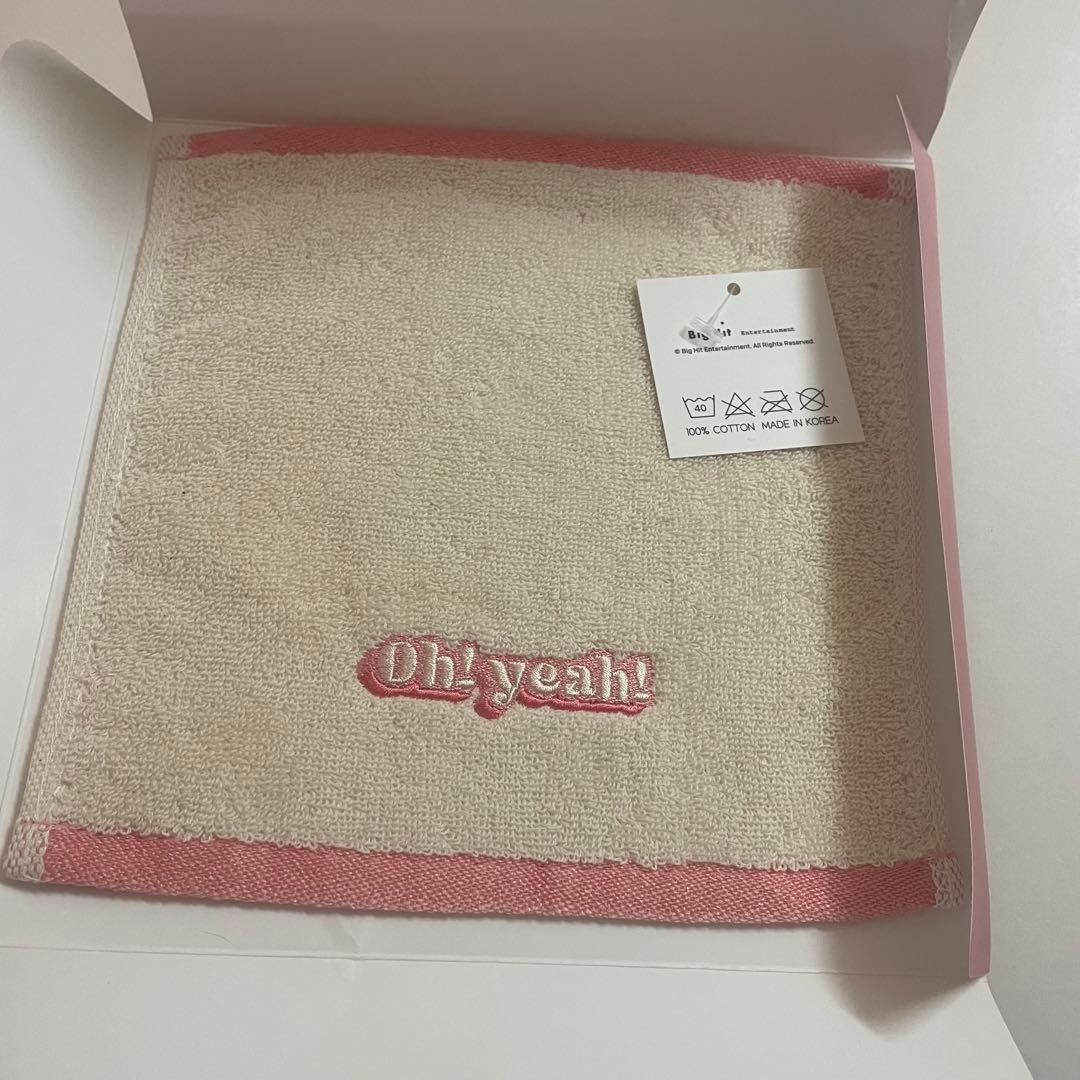 Big Hit Entertainment
© Big Hit Entertainment. All Rights Reserved.
40
100% COTTON MADE IN KOREA
Oh! yeah!